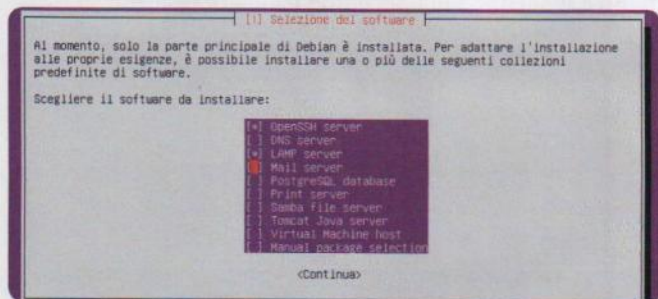 [!] Selezione del software
Al momento, solo la parte principale di Debian è installata. Per adattare l'installazione
alle proprie esigenze, è possibile installare una o più delle seguenti collezioni
predefinite di software.
Scegliere il software da installare:
[*] OpenSSH server
[ ] DNS server
[*] LAMP server
[ ] Mail server
[ ] PostgreSQL database
[ ] Print server
[ ] Samba file server
[ ] Tomcat Java server
[ ] Virtual Machine host
[ ] Manual package selection
<Continua>